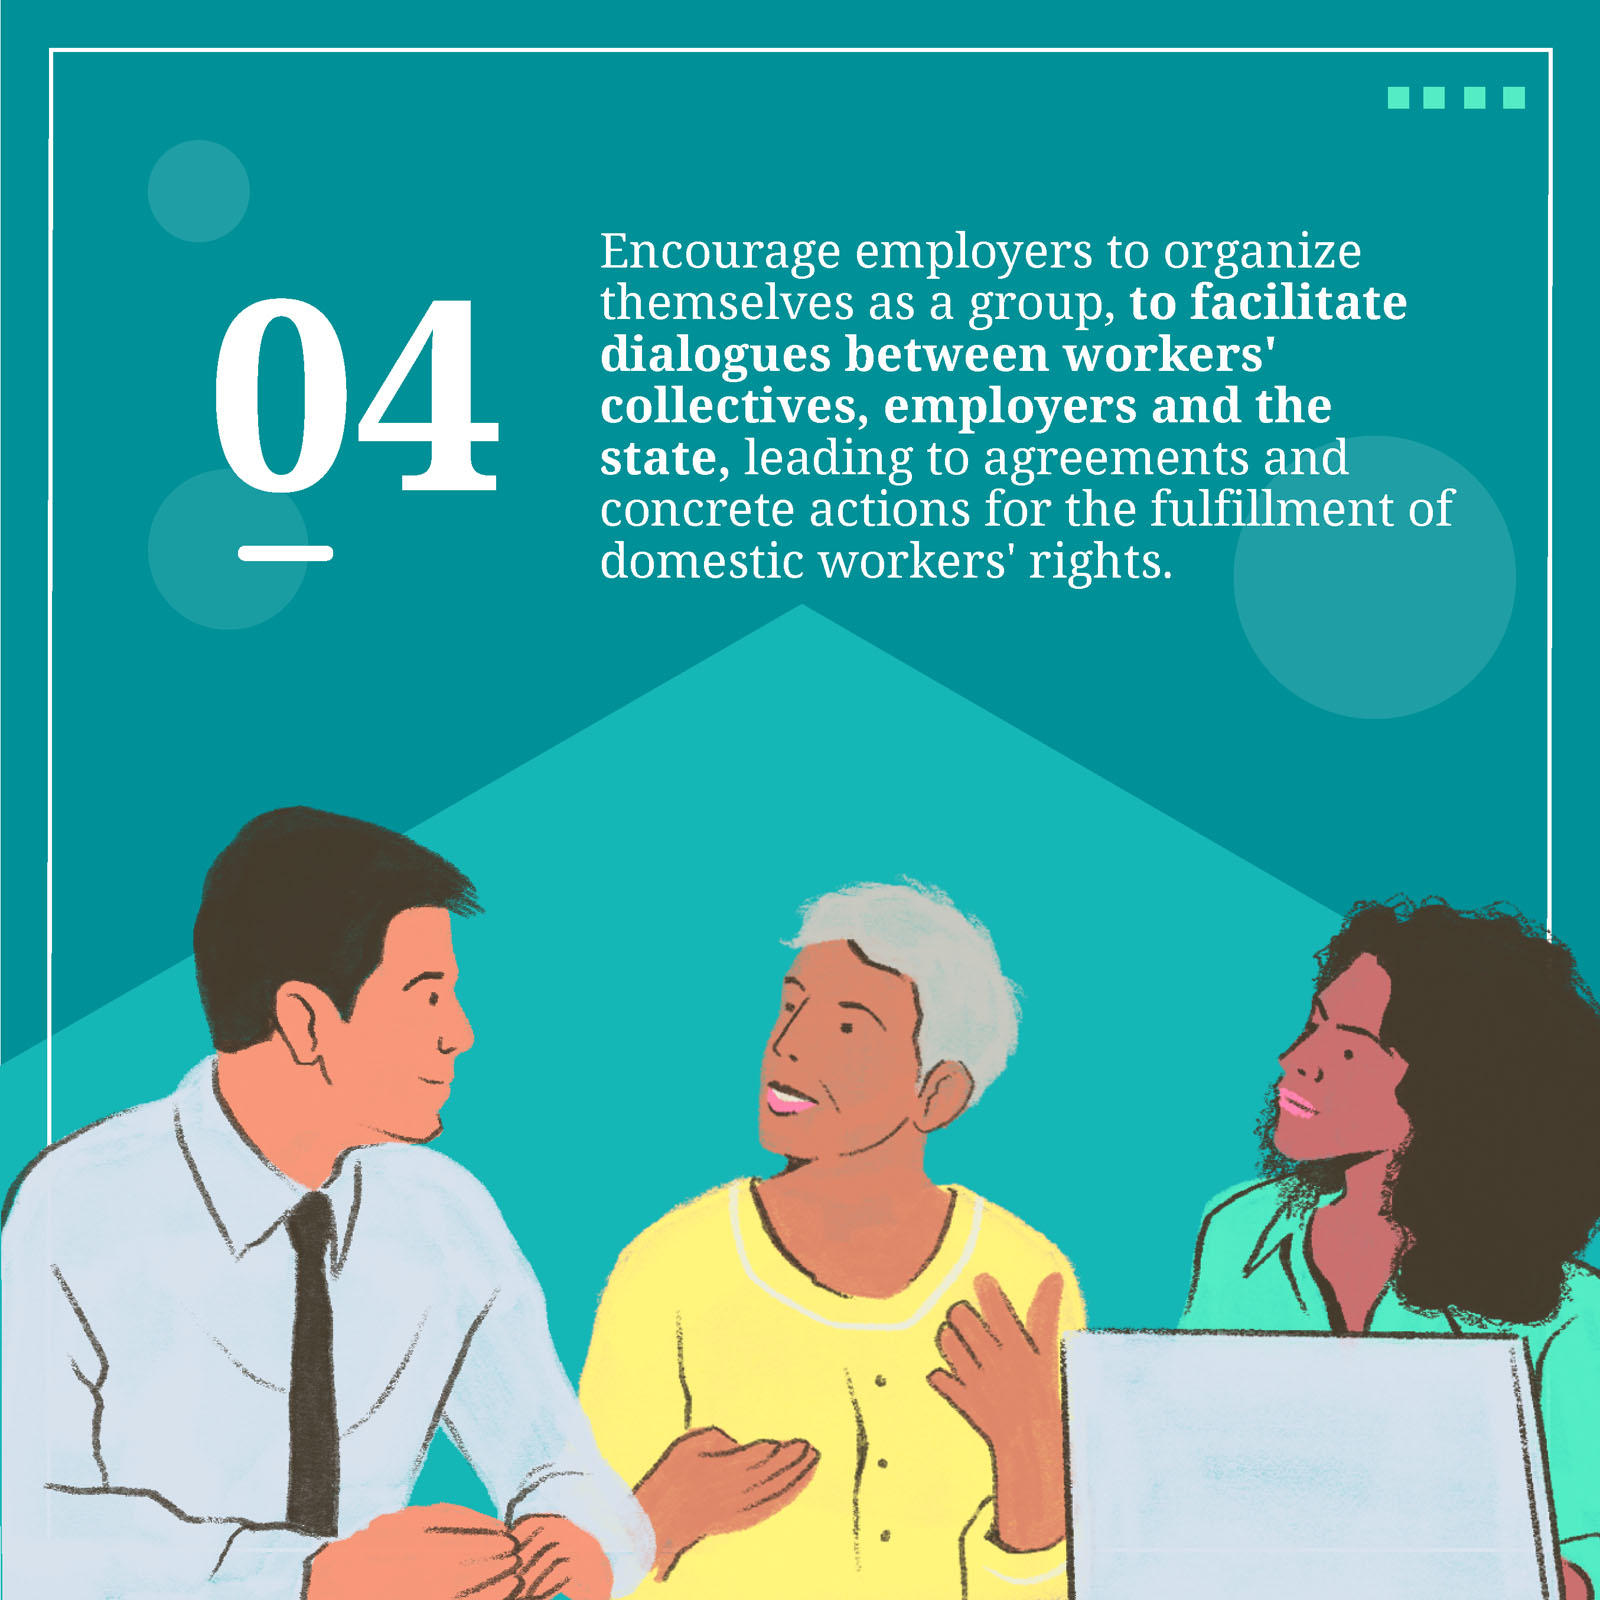 04
Encourage employers to organize
themselves as a group, to facilitate
dialogues between workers'
collectives, employers and the
state, leading to agreements and
concrete actions for the fulfillment of
domestic workers' rights.